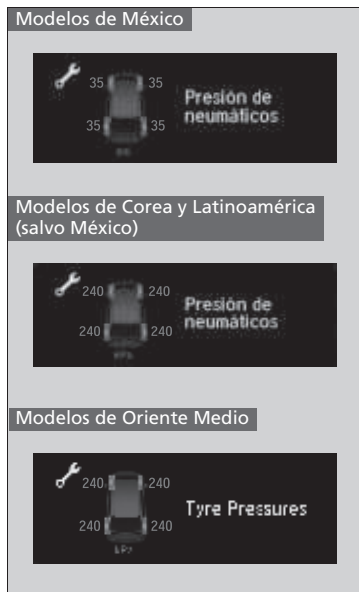 Modelos de México
35 35
35 35
Presión de
neumáticos
Modelos de Corea y Latinoamérica
(salvo México)
240 240
240 240
Presión de
neumáticos
Modelos de Oriente Medio
240 240
240 240
Tyre Pressures